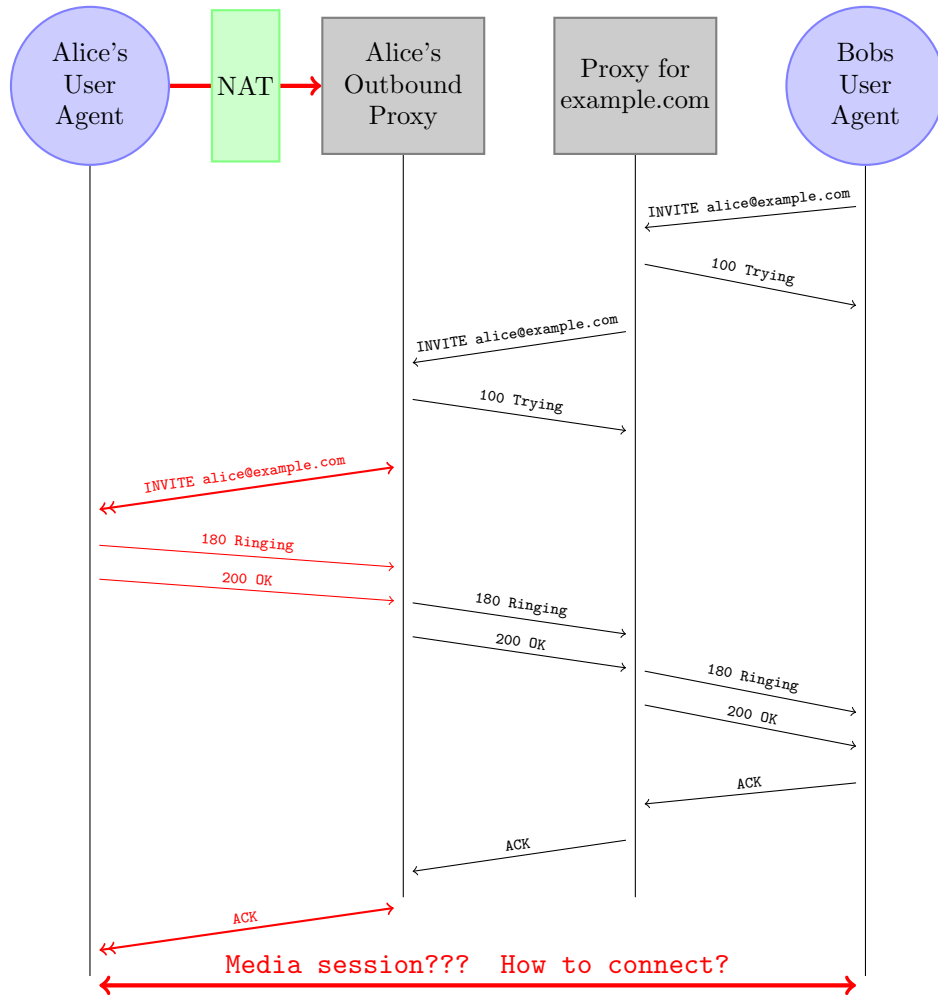 Alice's
User
Agent
NAT
Alice's
Outbound
Proxy
Proxy for
example.com
Bobs
User
Agent
INVITE alice@example.com
100 Trying
INVITE alice@example.com
100 Trying
INVITE alice@example.com
180 Ringing
200 OK
180 Ringing
200 OK
180 Ringing
200 OK
ACK
ACK
ACK
Media session??? How to connect?